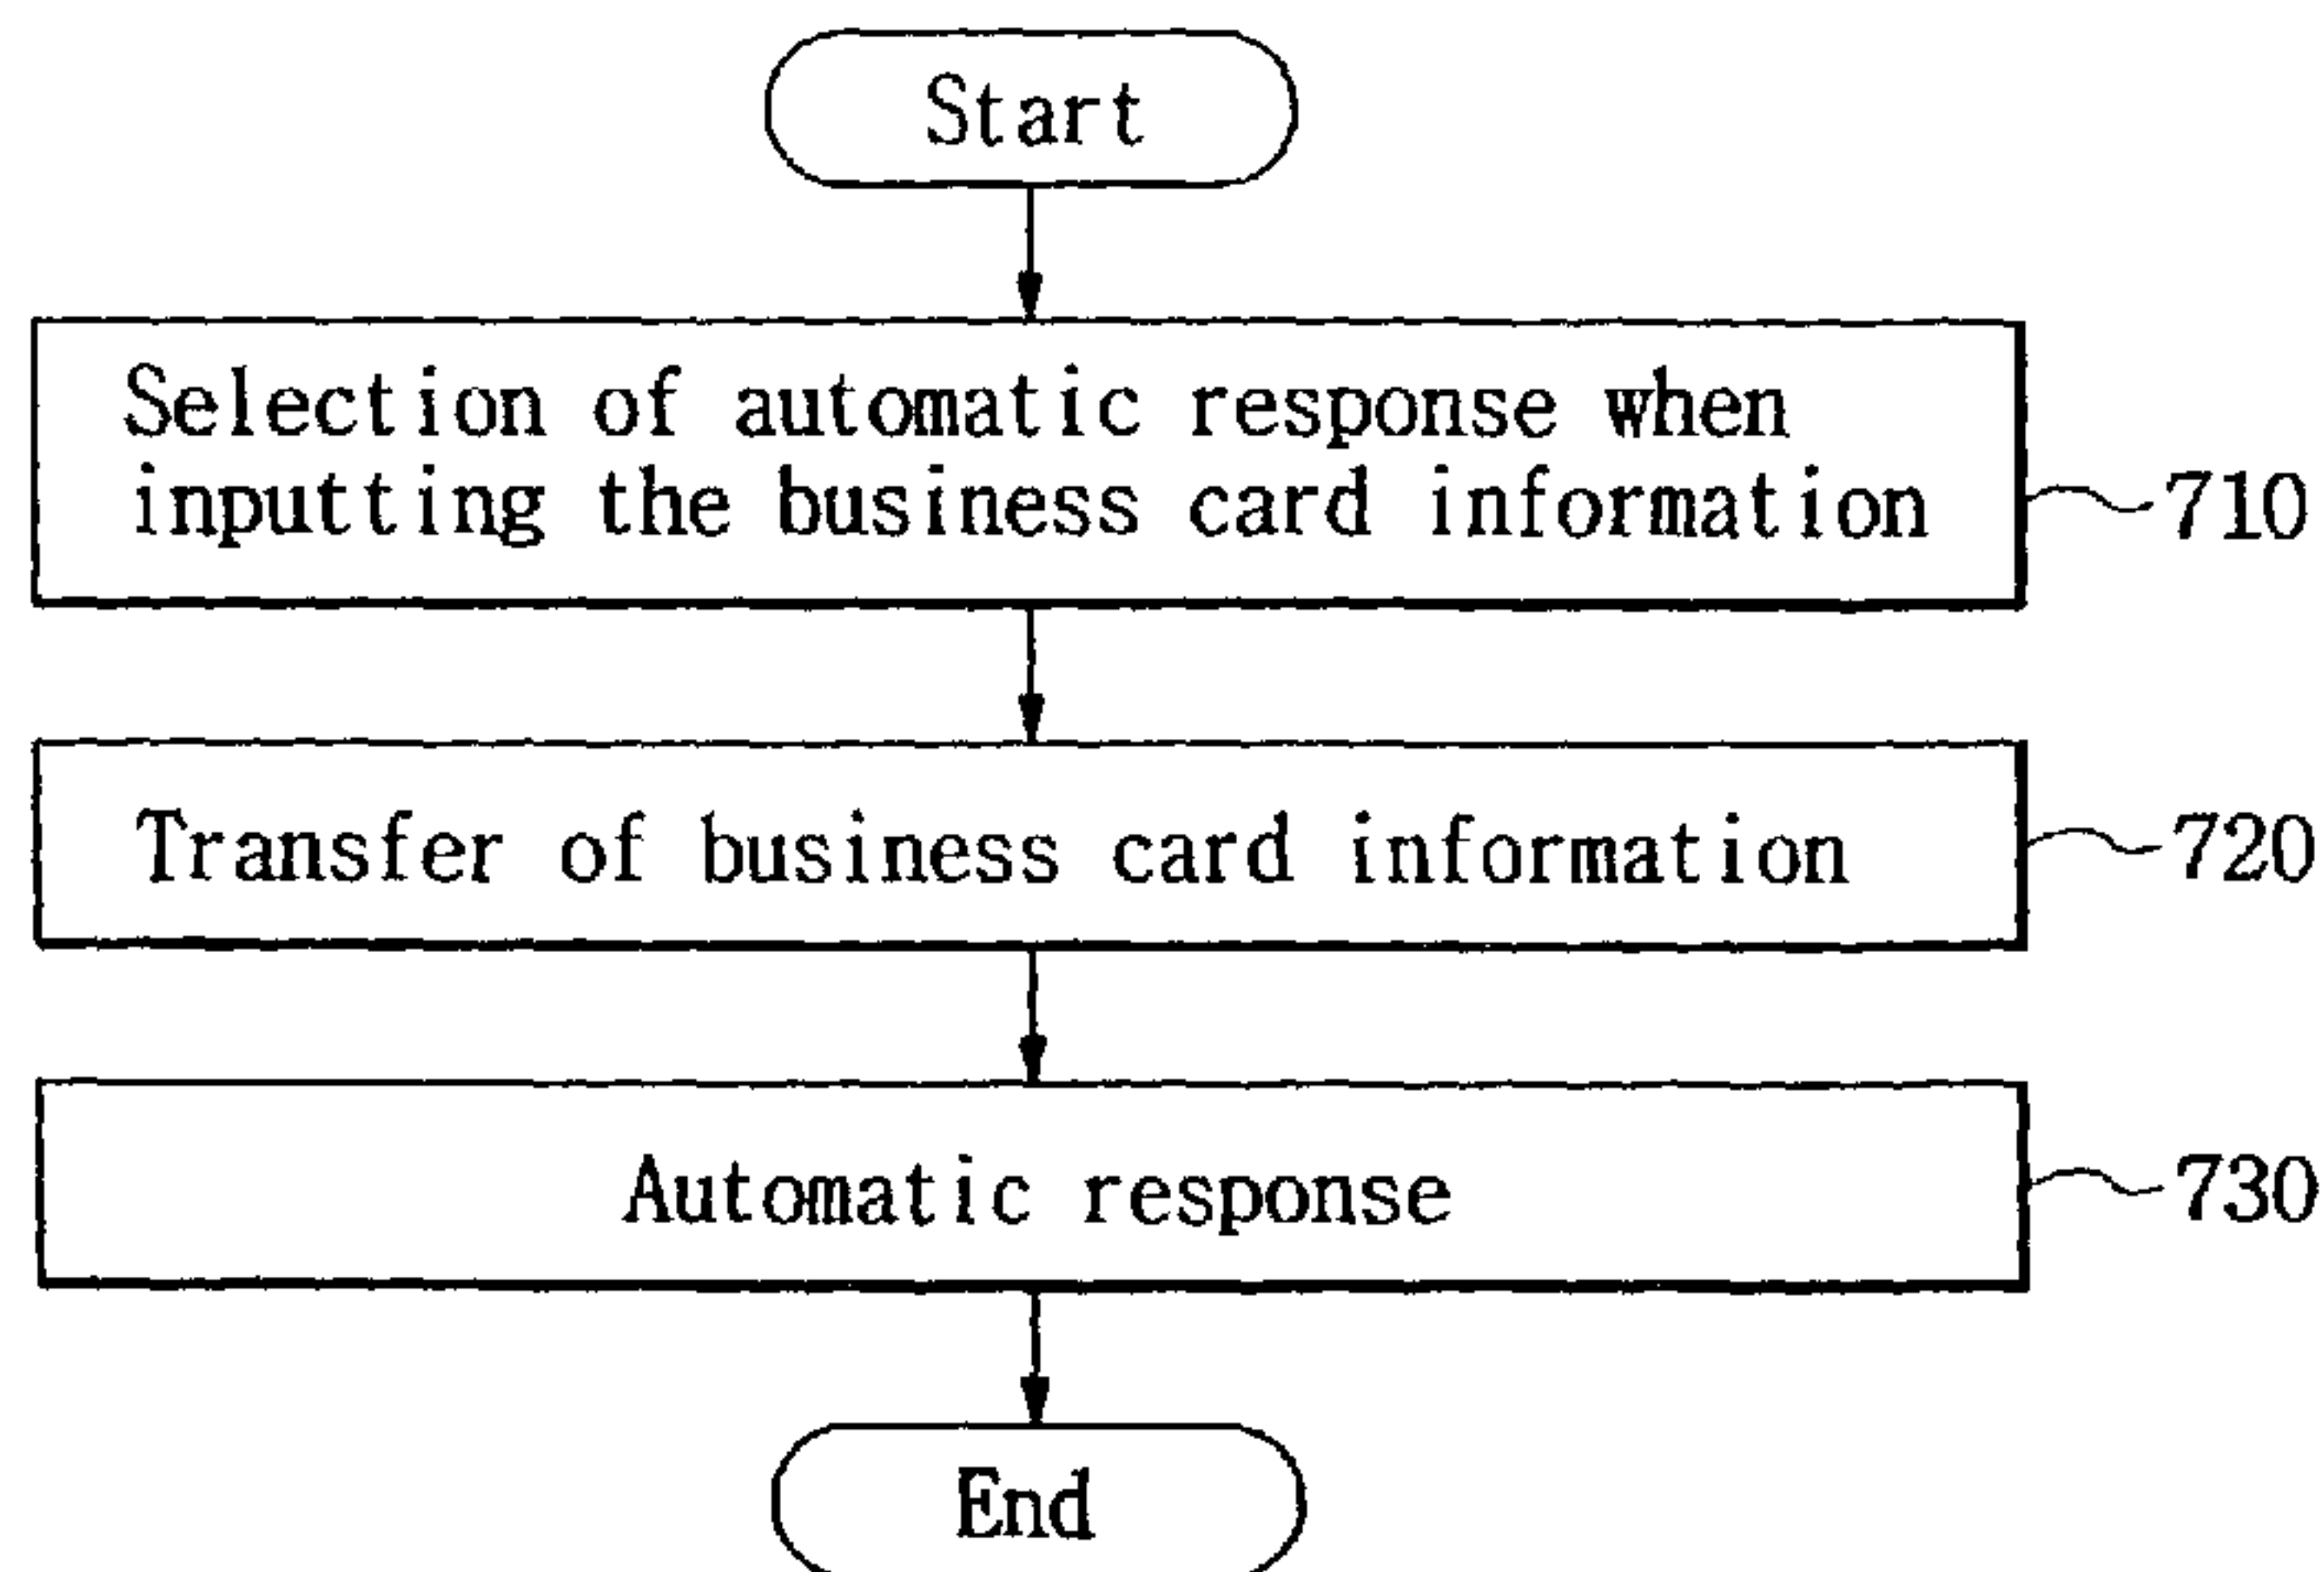 Start
Selection of automatic response when
inputting the business card information
710
Transfer of business card information
720
Automatic response
730
End